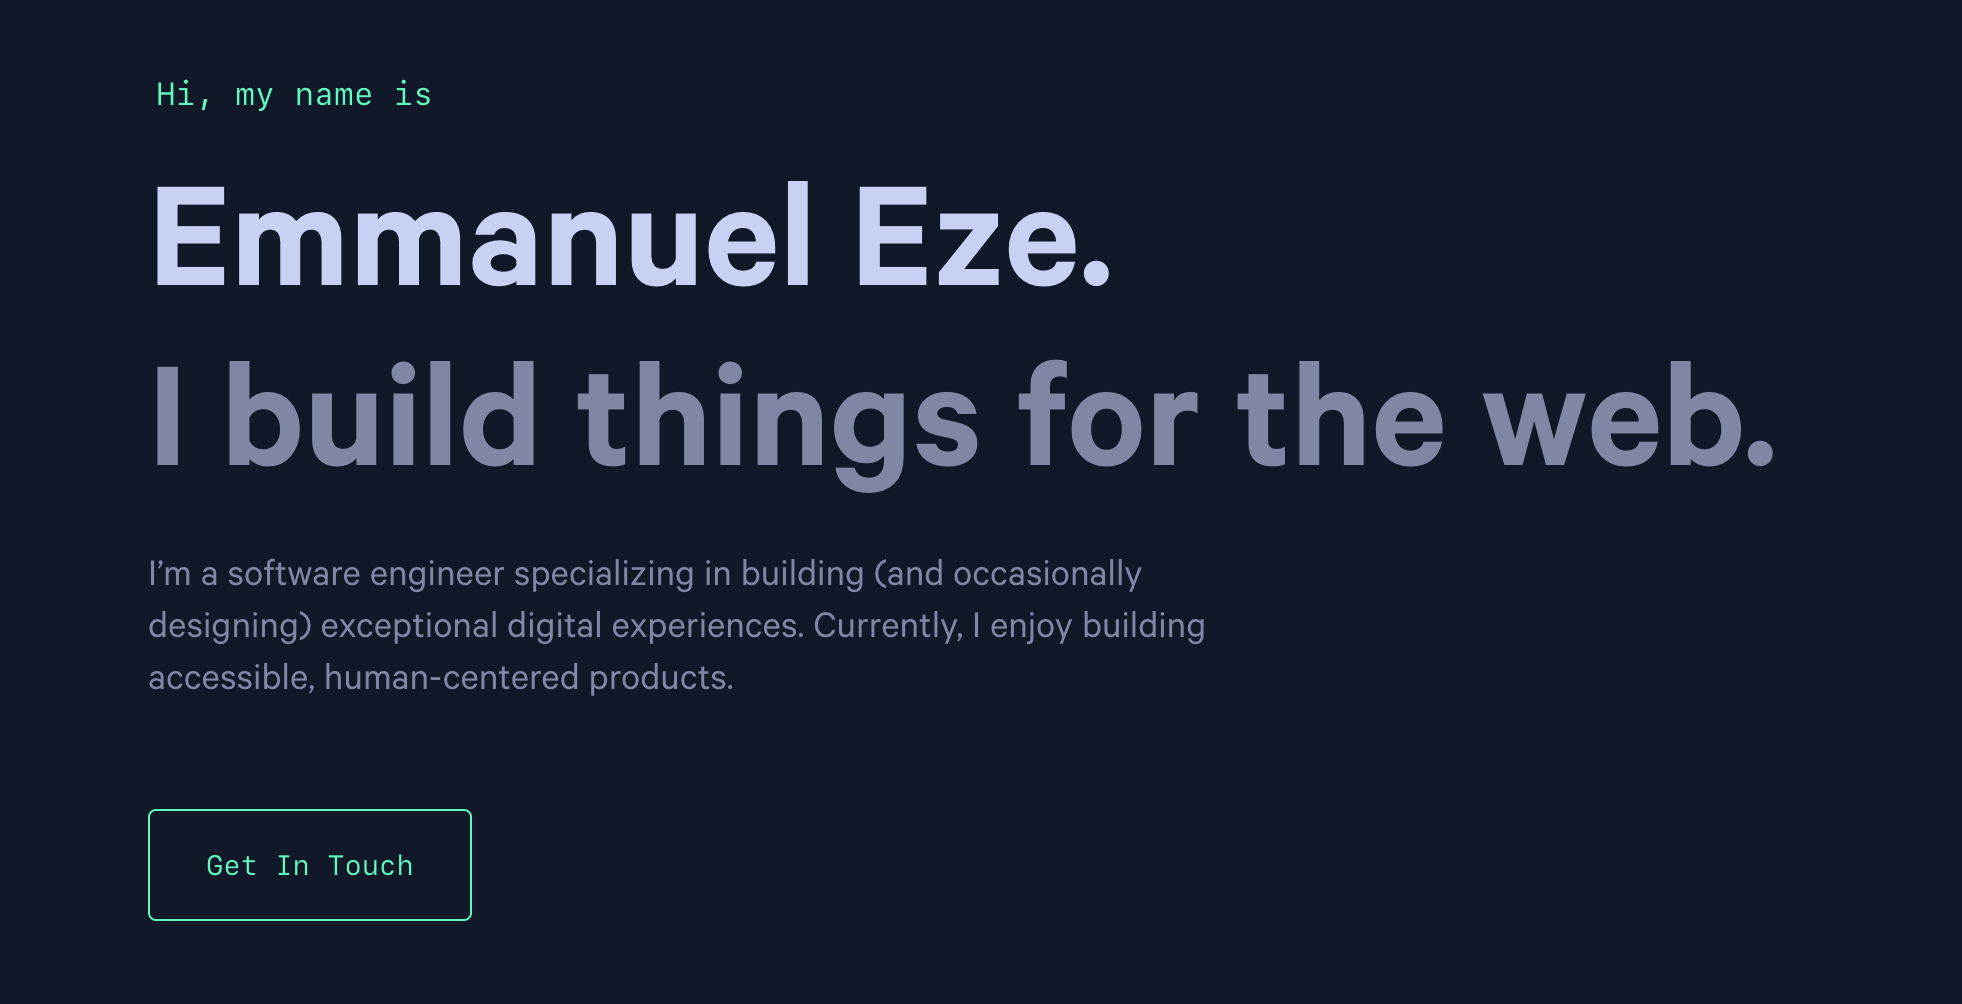 Hi, my name is
Emmanuel Eze.
I build things for the web.
I’m a software engineer specializing in building (and occasionally
designing) exceptional digital experiences. Currently, I enjoy building
accessible, human-centered products.
Get In Touch